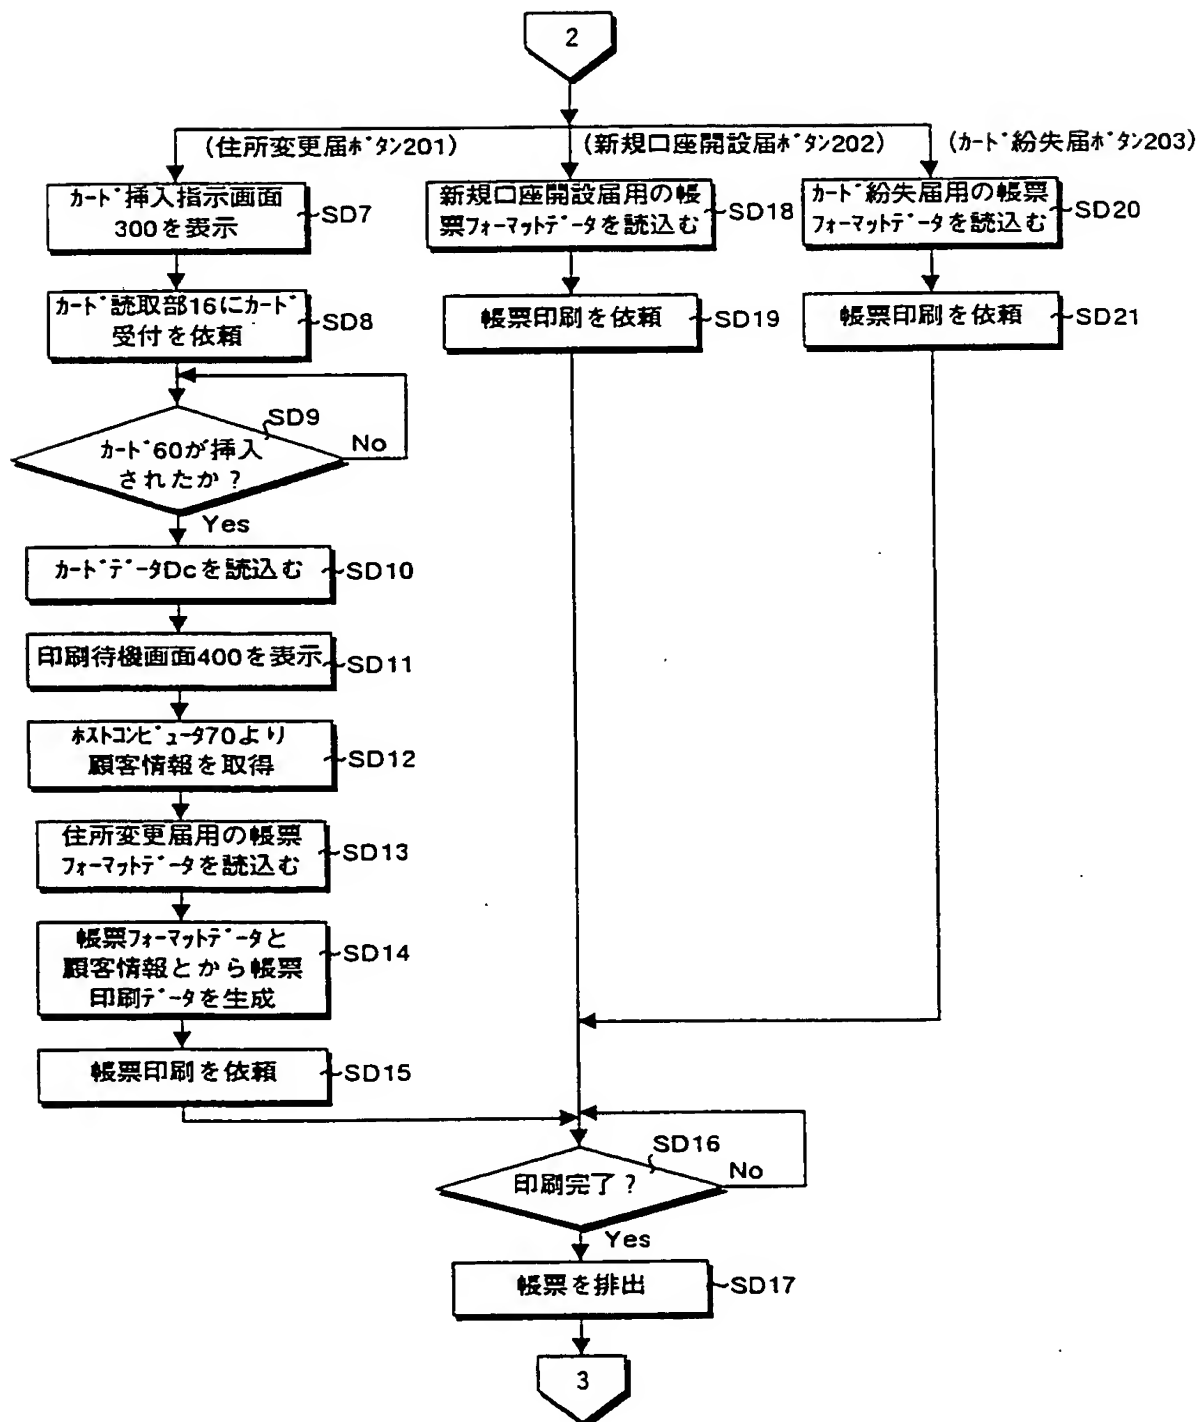 2
(住所変更届ボタン201)
(新規口座開設届ボタン202)
(カード紛失届ボタン203)
カード挿入指示画面
300を表示
SD7
カード読取部16にカード
受付を依頼
SD8
SD9
カード60が挿入
されたか?
No
Yes
カードデータDcを読込む
SD10
印刷待機画面400を表示
SD11
ホストコンピュータ70より
顧客情報を取得
SD12
住所変更届用の帳票
フォーマットデータを読込む
SD13
帳票フォーマットデータと
顧客情報とから帳票
印刷データを生成
SD14
帳票印刷を依頼
SD15
新規口座開設届用の帳
票フォーマットデータを読込む
SD18
帳票印刷を依頼
SD19
カード紛失届用の帳票
フォーマットデータを読込む
SD20
帳票印刷を依頼
SD21
SD16
印刷完了?
No
Yes
帳票を排出
SD17
3